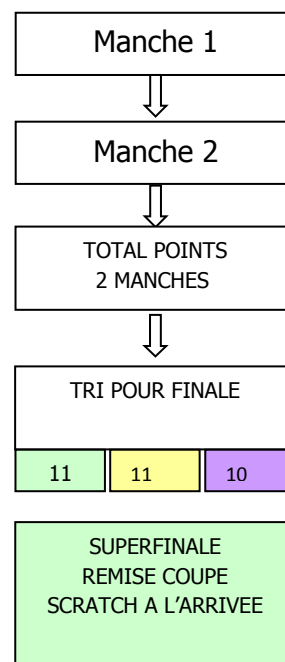 Manche 1
Manche 2
TOTAL POINTS
2 MANCHES
TRI POUR FINALE
11 11 10
SUPERFINALE
REMISE COUPE
SCRATCH A L'ARRIVEE